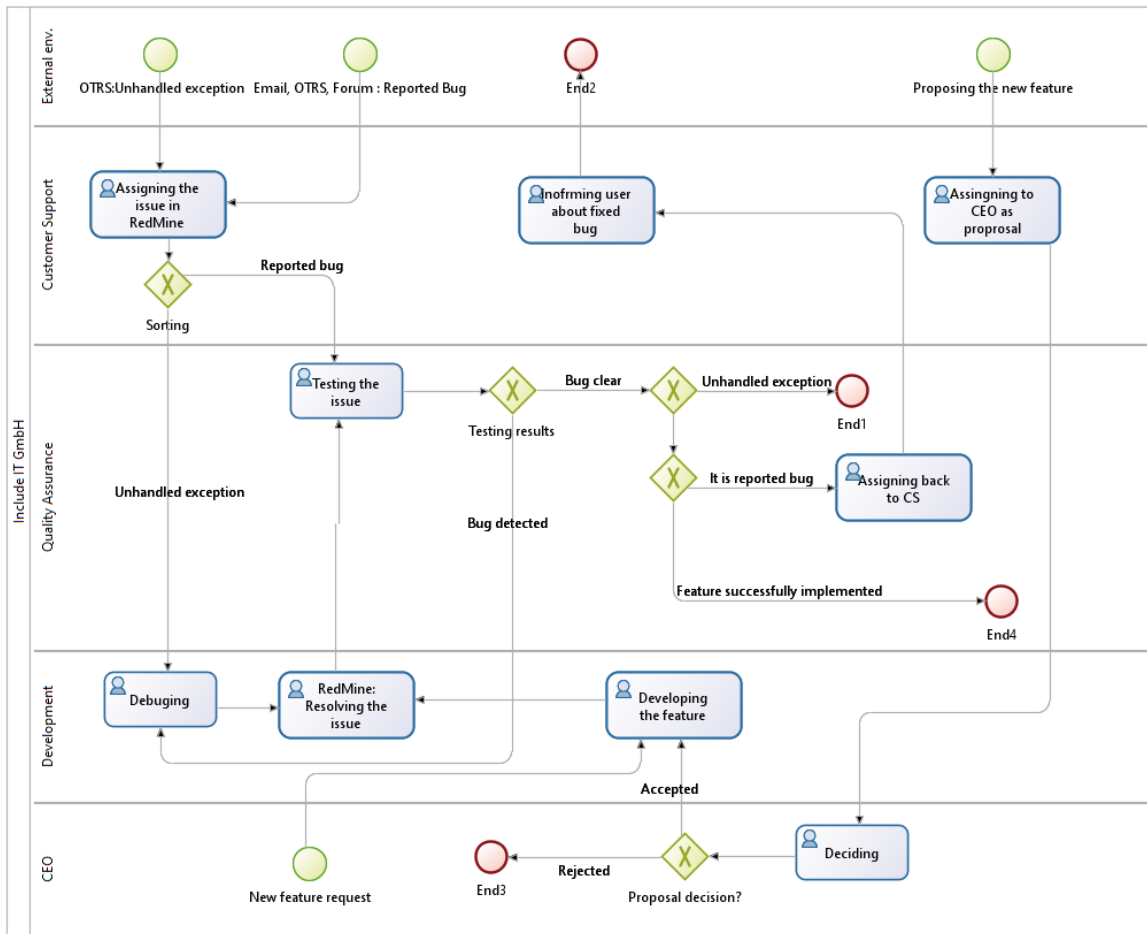 Include IT GmbH
External env.
OTRS:Unhandled exception
Email, OTRS, Forum : Reported Bug
End2
Proposing the new feature
Customer Support
Assigning the
issue in
RedMine
Inofrming user
about fixed
bug
Assingning to
CEO as
proprosal
Reported bug
Sorting
Quality Assurance
Testing the
issue
Testing results
Bug clear
Unhandled exception
End1
It is reported bug
Assigning back
to CS
Unhandled exception
Bug detected
Feature successfully implemented
End4
Development
Debuging
RedMine:
Resolving the
issue
Developing
the feature
Accepted
CEO
New feature request
End3
Rejected
Proposal decision?
Deciding